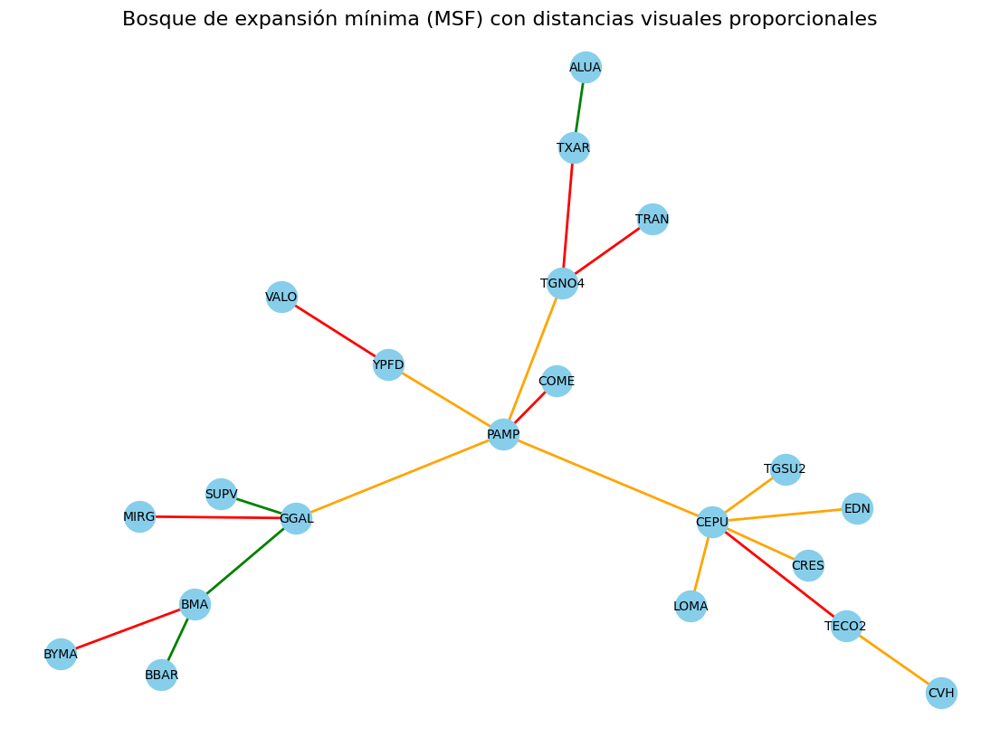 Bosque de expansión mínima (MSF) con distancias visuales proporcionales
ALUA
TXAR
TRAN
TGNO4
VALO
YPFD
COME
PAMP
TGSU2
SUPV
EDN
MIRG
GGAL
CEPU
CRES
BMA
LOMA
TECO2
BYMA
BBAR
CVH